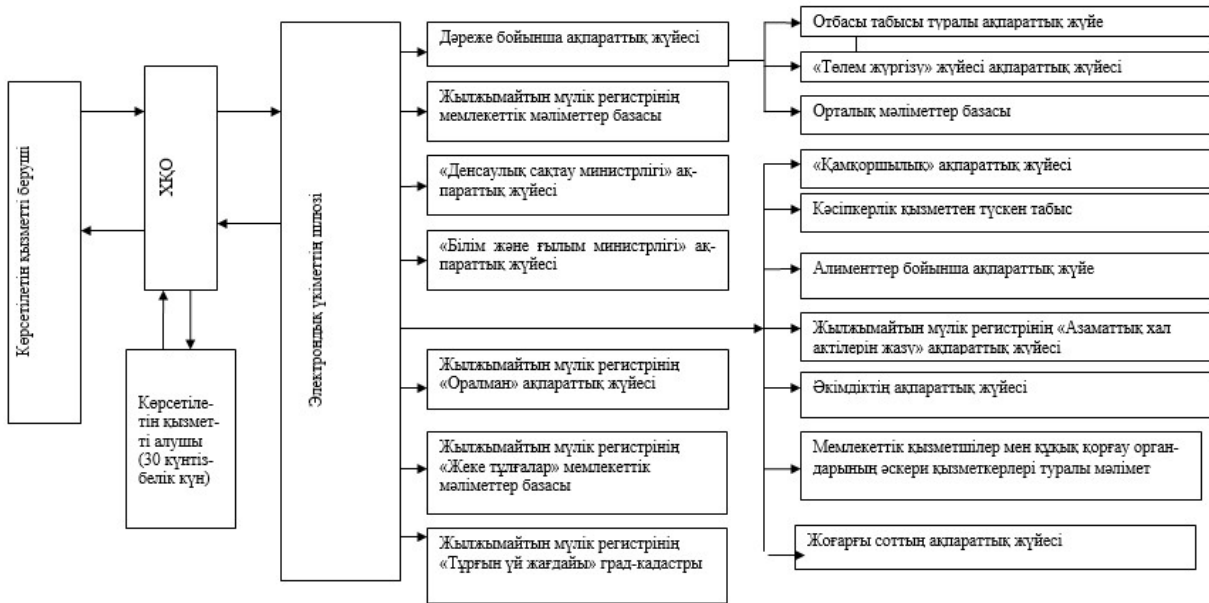 Көрсетілетін қызметті беруші
ХҚО
Көрсетіле-
тін қызмет-
ті алушы
(30 күнтіз-
белік күн)
Электрондық үкіметтің шлюзі
Дәреже бойынша ақпараттық жүйесі
Жылжымайтын мүлік регистрінің
мемлекеттік мәліметтер базасы
«Денсаулық сақтау министрлігі» ақ-
параттық жүйесі
«Білім және ғылым министрлігі» ақ-
параттық жүйесі
Жылжымайтын мүлік регистрінің
«Оралман» ақпараттық жүйесі
Жылжымайтын мүлік регистрінің
«Жеке тұлғалар» мемлекеттік
мәліметтер базасы
Жылжымайтын мүлік регистрінің
«Тұрғын үй жағдайы» град-кадастры
Отбасы табысы туралы ақпараттық жүйе
«Төлем жүргізу» жүйесі ақпараттық жүйесі
Орталық мәліметтер базасы
«Қамқоршылық» ақпараттық жүйесі
Кәсіпкерлік қызметтен түскен табыс
Алименттер бойынша ақпараттық жүйе
Жылжымайтын мүлік регистрінің «Азаматтық хал
актілерін жазу» ақпараттық жүйесі
Әкімдіктің ақпараттық жүйесі
Мемлекеттік қызметшілер мен құқық қорғау орган-
дарының әскери қызметкерлері туралы мәлімет
Жоғарғы соттың ақпараттық жүйесі